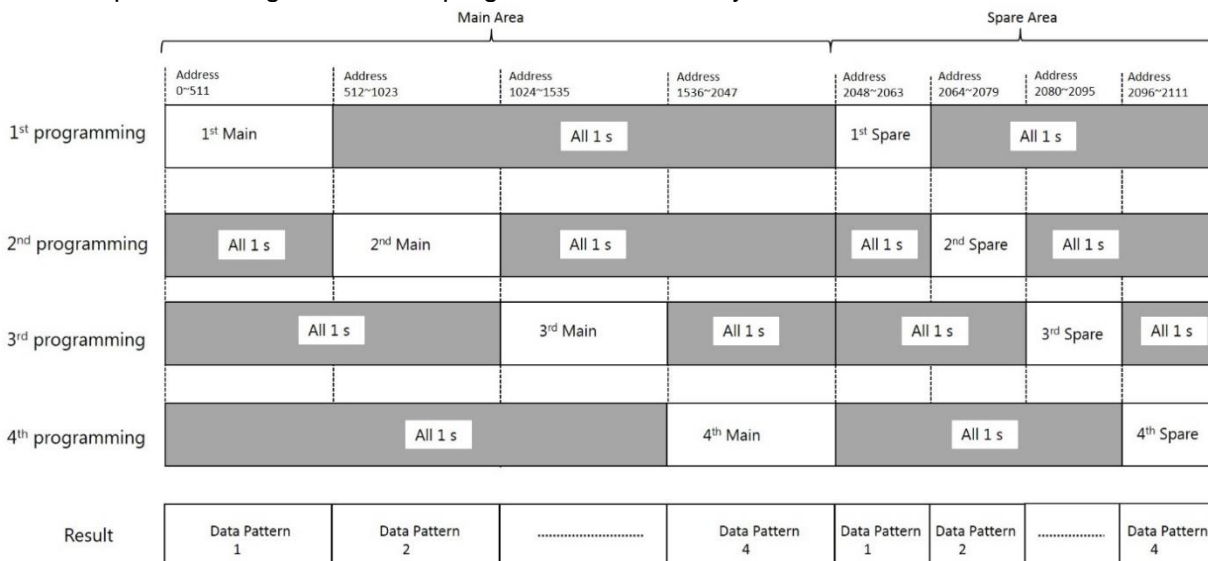 Main Area Spare Area
Address Address Address Address Address Address Address Address
0~511 512~1023 1024~1535 1536~2047 2048~2063 2064~2079 2080~2095 2096~2111
1st programming 1st Main All 1 s 1st Spare All 1 s
2nd programming All 1 s 2nd Main All 1 s All 1 s 2nd Spare All 1 s
3rd programming All 1 s 3rd Main All 1 s All 1 s 3rd Spare All 1 s
4th programming All 1 s 4th Main All 1 s 4th Spare
Result Data Pattern Data Pattern .......................... Data Pattern Data Pattern Data Pattern ................. Data Pattern
1 2 4 1 2 4